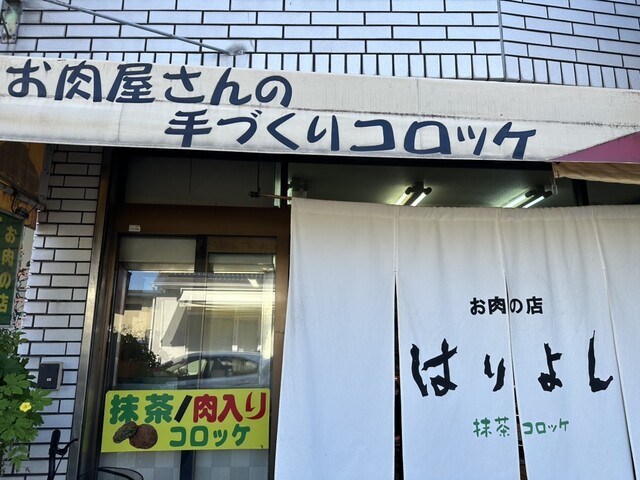 お肉屋さんの
手づくりコロッケ
お肉の店
お肉の店
はりよし
抹茶コロッケ
抹茶/肉入り
コロッケ